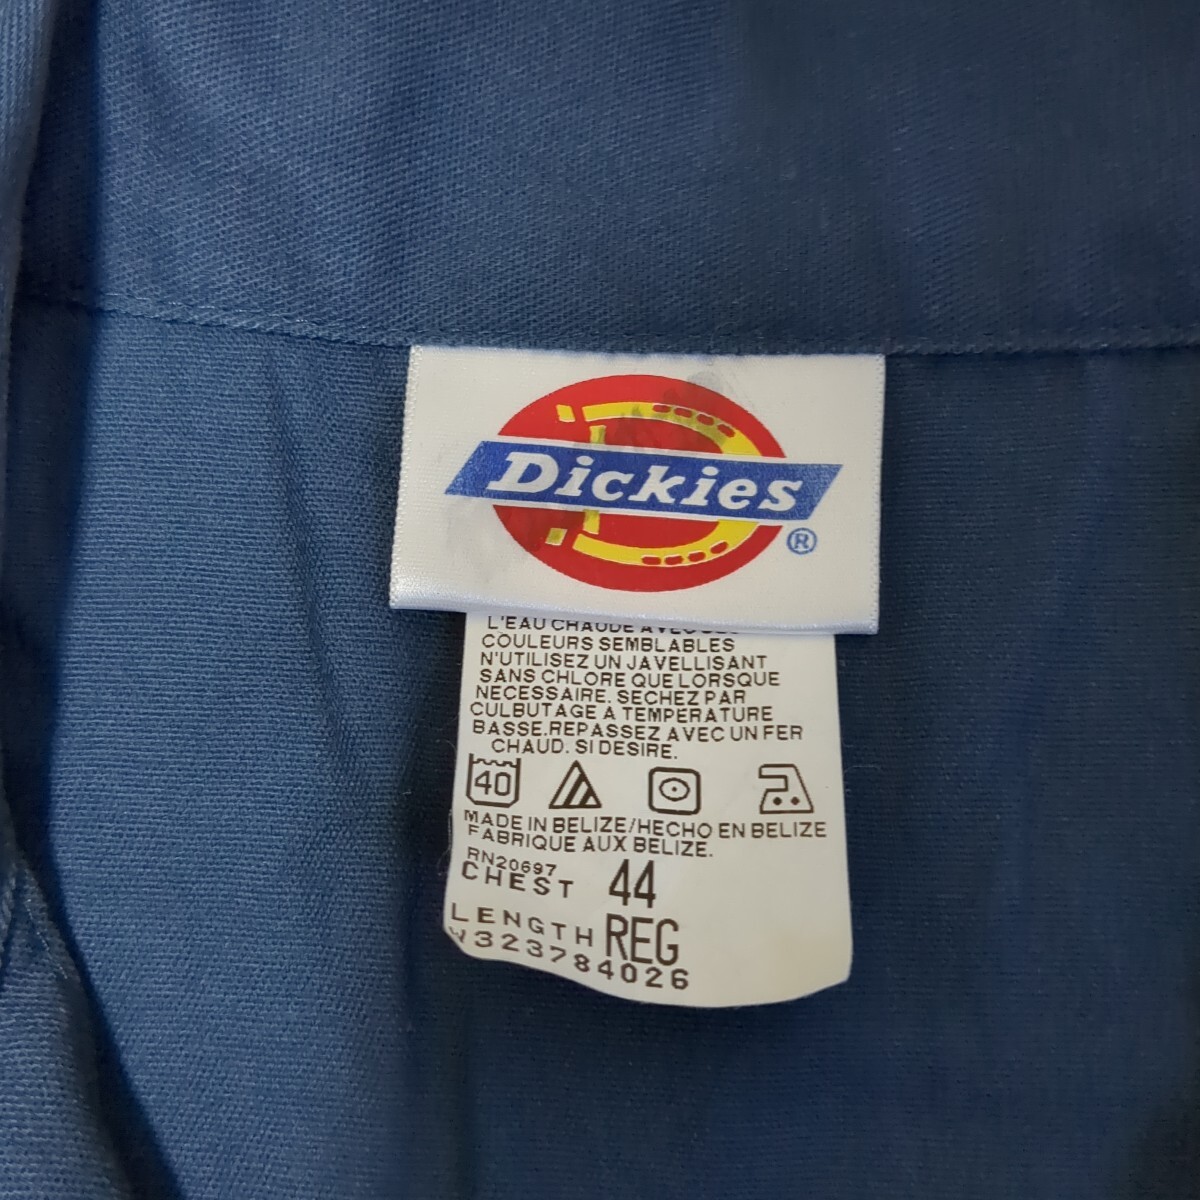 Dickies
®
L'EAU CHAUDE AVEC
COULEURS SEMBLABLES
N'UTILISEZ UN JAVELLISANT
SANS CHLORE QUE LORSQUE
NECESSAIRE. SECHEZ PAR
CULBUTAGE A TEMPERATURE
BASSE.REPASSEZ AVEC UN FER
CHAUD. SI DESIRE.
40
MADE IN BELIZE/HECHO EN BELIZE
FABRIQUE AUX BELIZE.
RN20697
CHEST 44
LENGTH REG
W323784026